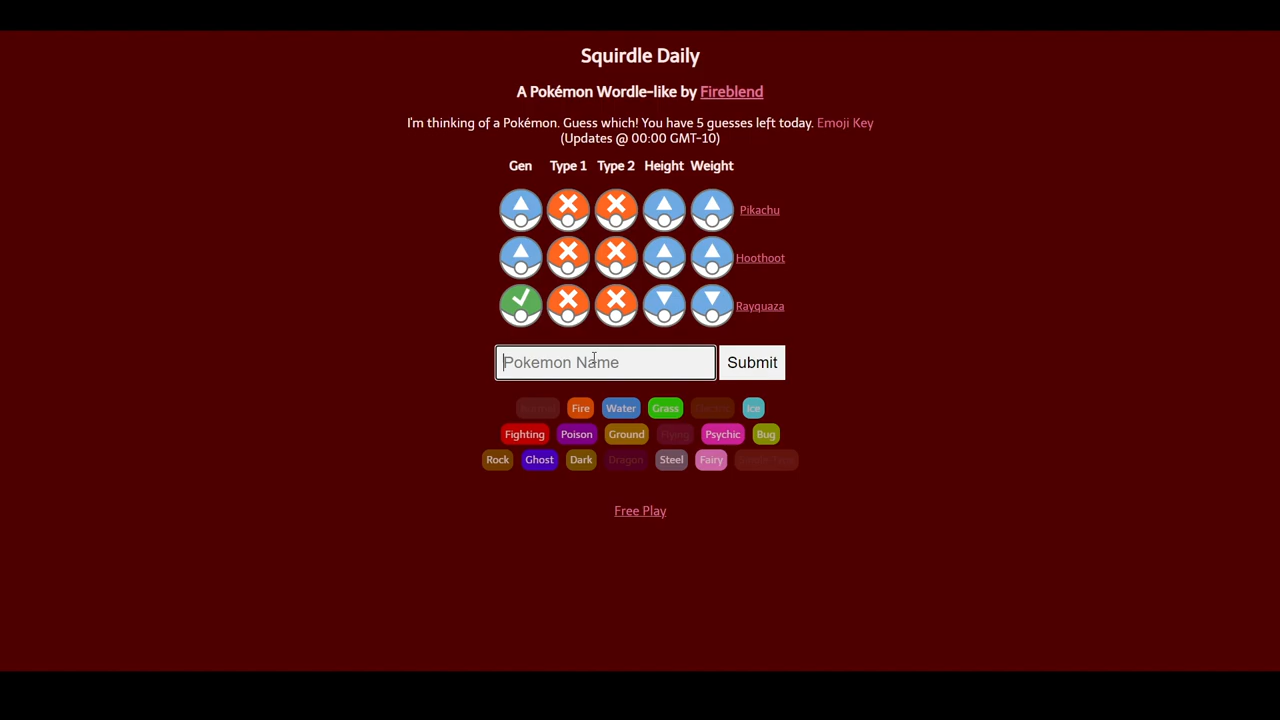 Squirdle Daily
A Pokémon Wordle-like by Fireblend
I'm thinking of a Pokémon. Guess which! You have 5 guesses left today. Emoji Key
(Updates @ 00:00 GMT-10)
Gen Type 1 Type 2 Height Weight
Pikachu
Hoothoot
Rayquaza
Pokemon Name Submit
Fire Water Grass Ice
Fighting Poison Ground Flying Psychic Bug
Rock Ghost Dark Dragon Steel Fairy
Free Play